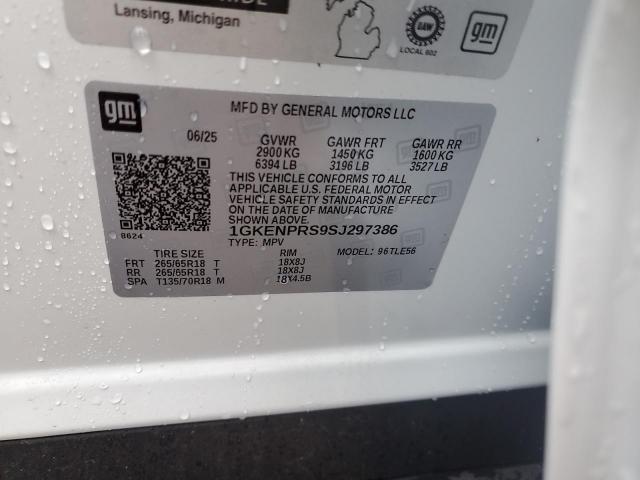 Lansing, Michigan
UAW
LOCAL 602
gm
gm
MFD BY GENERAL MOTORS LLC
06/25 GVWR GAWR FRT GAWR RR
2900 KG 1450 KG 1600 KG
6394 LB 3196 LB 3527 LB
THIS VEHICLE CONFORMS TO ALL
APPLICABLE U.S. FEDERAL MOTOR
VEHICLE SAFETY STANDARDS IN EFFECT
ON THE DATE OF MANUFACTURE
SHOWN ABOVE.
8624 1GKENPRS9SJ297386
TYPE: MPV MODEL: 96TLE56
TIRE SIZE RIM
FRT 265/65R18 T 18X8J
RR 265/65R18 T 18X8J
SPA T135/70R18 M 18X4.5B